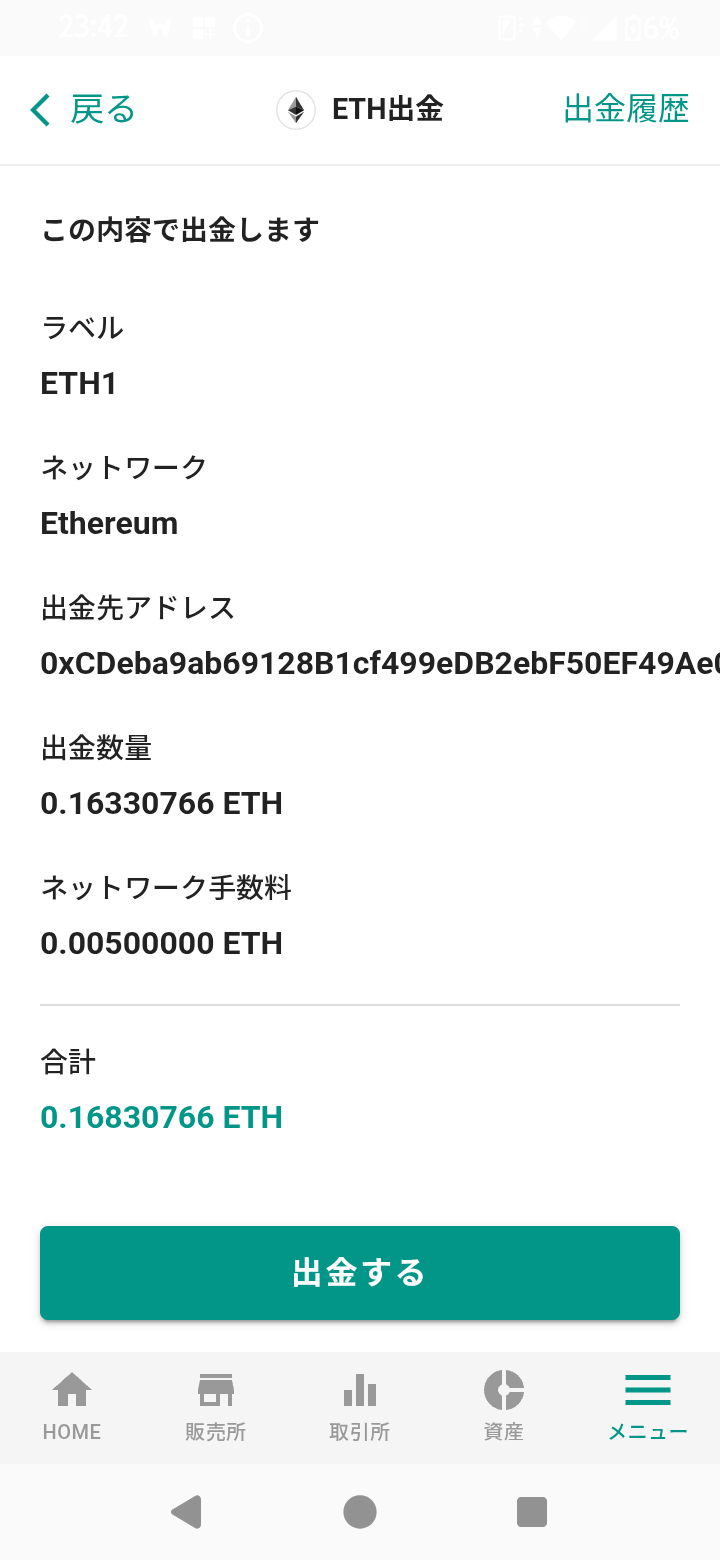 23:42 6%
戻る ETH出金 出金履歴
この内容で出金します
ラベル
ETH1
ネットワーク
Ethereum
出金先アドレス
0xCDeba9ab69128B1cf499eDB2ebF50EF49Ae0
出金数量
0.16330766 ETH
ネットワーク手数料
0.00500000 ETH
合計
0.16830766 ETH
出金する
HOME 販売所 取引所 資産 メニュー